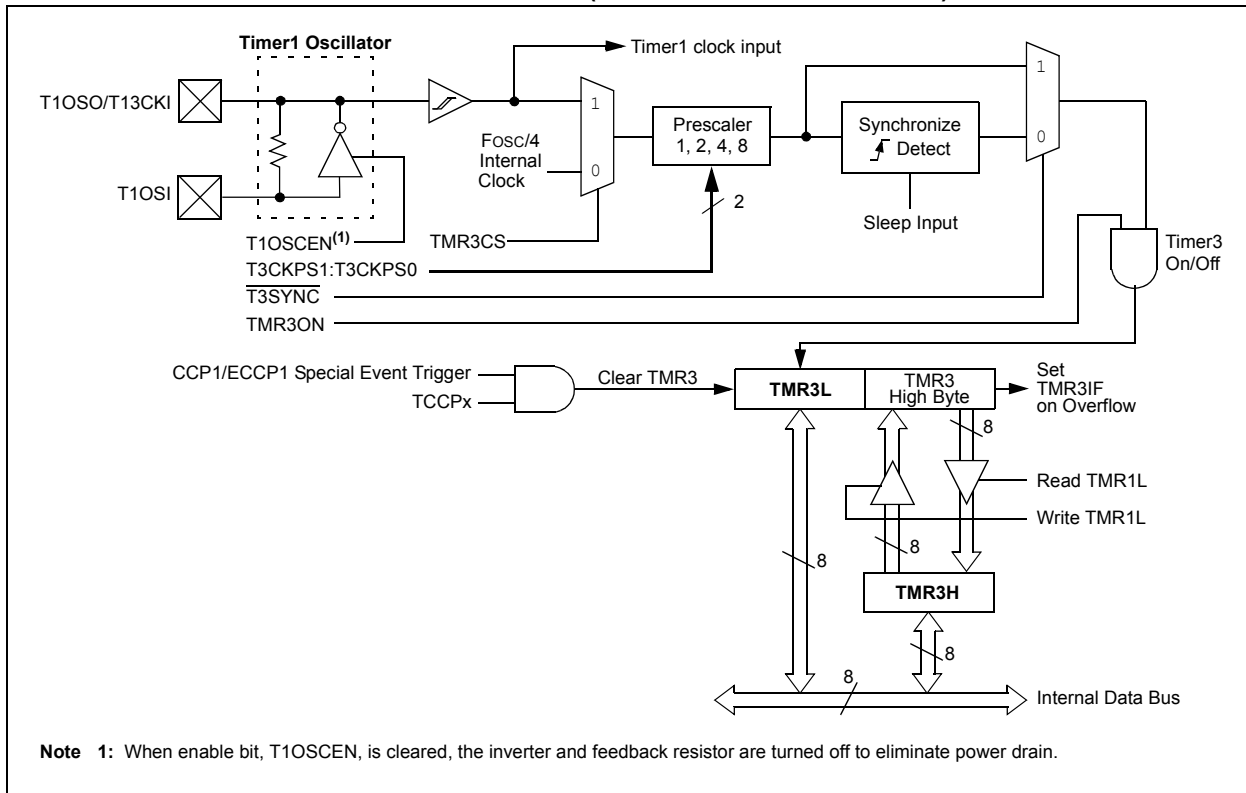 Timer1 Oscillator
Timer1 clock input
T1OSO/T13CKI
1
1
FOSC/4
Internal
Clock
0
Prescaler
1, 2, 4, 8
Synchronize
Detect
0
T1OSI
2
Sleep Input
T1OSCEN(1)
TMR3CS
Timer3
On/Off
T3CKPS1:T3CKPS0
T3SYNC
TMR3ON
CCP1/ECCP1 Special Event Trigger
TCCPx
Clear TMR3
TMR3L
TMR3
High Byte
Set
TMR3IF
on Overflow
8
Read TMR1L
Write TMR1L
8
8
TMR3H
8
8
Internal Data Bus
Note 1: When enable bit, T1OSCEN, is cleared, the inverter and feedback resistor are turned off to eliminate power drain.